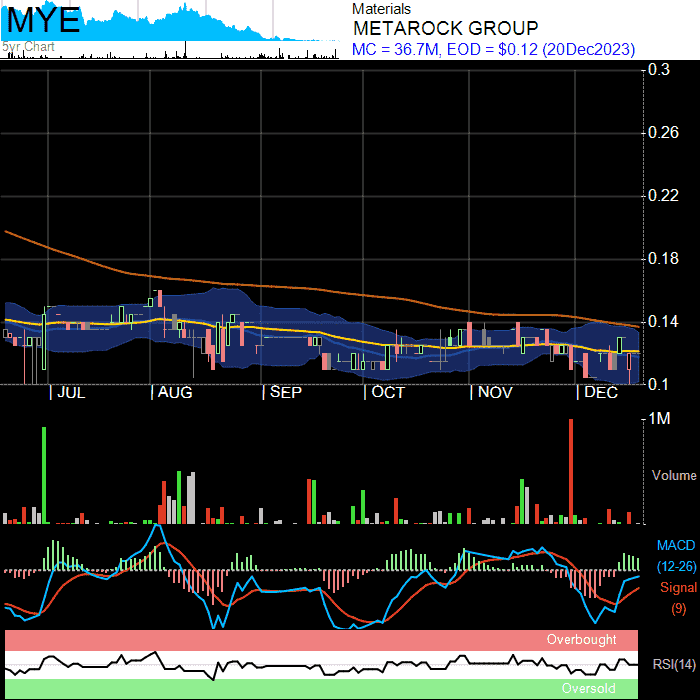 MYE
5yr Chart
Materials
METAROCK GROUP
MC = 36.7M, EOD = $0.12 (20Dec2023)
0.3
0.26
0.22
0.18
0.14
0.1
JUL AUG SEP OCT NOV DEC
1M
Volume
MACD
(12-26)
Signal
(9)
Overbought
RSI(14)
Oversold